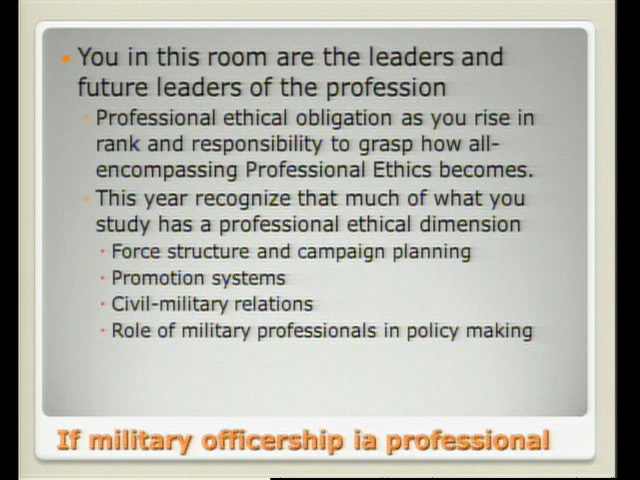 You in this room are the leaders and
future leaders of the profession
Professional ethical obligation as you rise in
rank and responsibility to grasp how all-
encompassing Professional Ethics becomes.
This year recognize that much of what you
study has a professional ethical dimension
Force structure and campaign planning
Promotion systems
Civil-military relations
Role of military professionals in policy making
If military officership ia professional